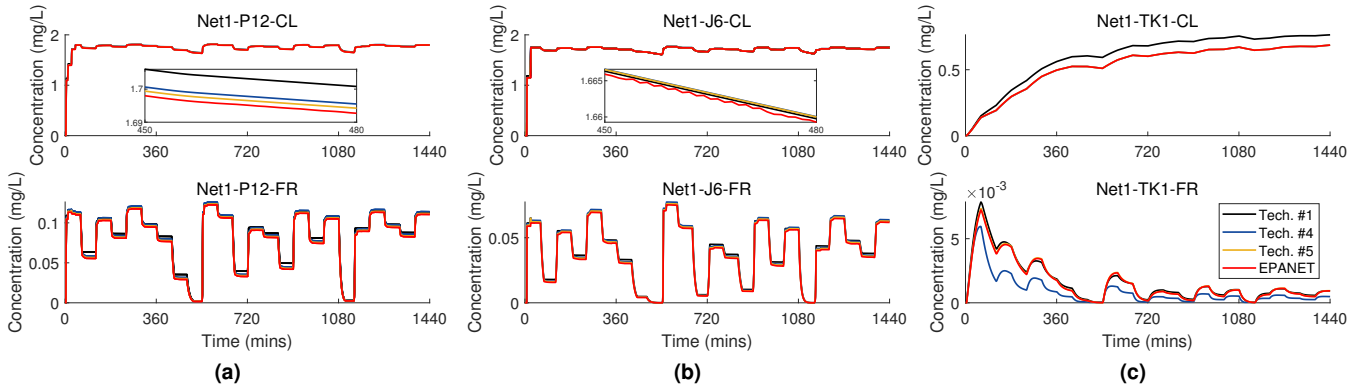 Net1-P12-CL
Concentration (mg/L)
2
1
0
1.7
1.69
450
480
0
360
720
1080
1440
Net1-P12-FR
Concentration (mg/L)
0.1
0.05
0
0
360
720
1080
1440
Time (mins)
(a)
Net1-J6-CL
Concentration (mg/L)
2
1
0
1.665
1.66
450
480
0
360
720
1080
1440
Net1-J6-FR
Concentration (mg/L)
0.05
0
0
360
720
1080
1440
Time (mins)
(b)
Net1-TK1-CL
Concentration (mg/L)
0.5
0
0
360
720
1080
1440
Net1-TK1-FR
×10⁻³
Concentration (mg/L)
5
0
Tech. #1
Tech. #4
Tech. #5
EPANET
0
360
720
1080
1440
Time (mins)
(c)